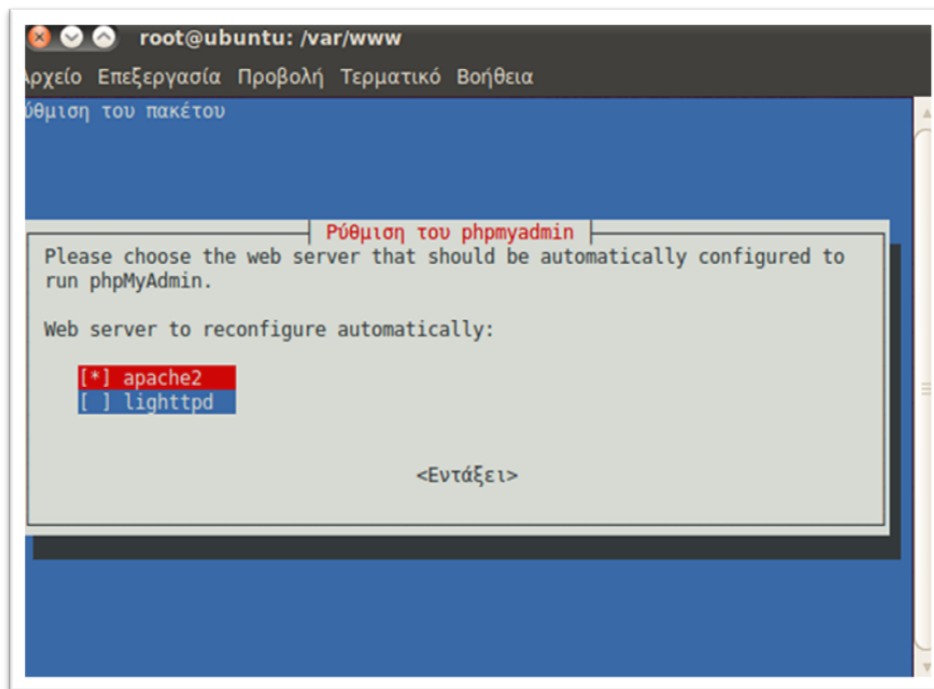 root@ubuntu: /var/www
Αρχείο Επεξεργασία Προβολή Τερματικό Βοήθεια
ύθμιση του πακέτου
Ρύθμιση του phpmyadmin
Please choose the web server that should be automatically configured to
run phpMyAdmin.
Web server to reconfigure automatically:
[*] apache2
[ ] lighttpd
<Εντάξει>